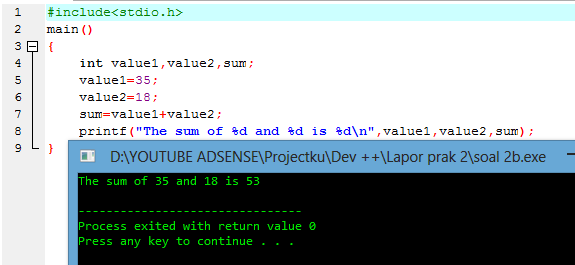 1 #include<stdio.h>
2 main()
3 {
4 int value1,value2,sum;
5 value1=35;
6 value2=18;
7 sum=value1+value2;
8 printf("The sum of %d and %d is %d\n",value1,value2,sum);
9 }
D:\YOUTUBE ADSENSE\Projectku\Dev ++\Lapor prak 2\soal 2b.exe
The sum of 35 and 18 is 53
--------------------------------
Process exited with return value 0
Press any key to continue . . .